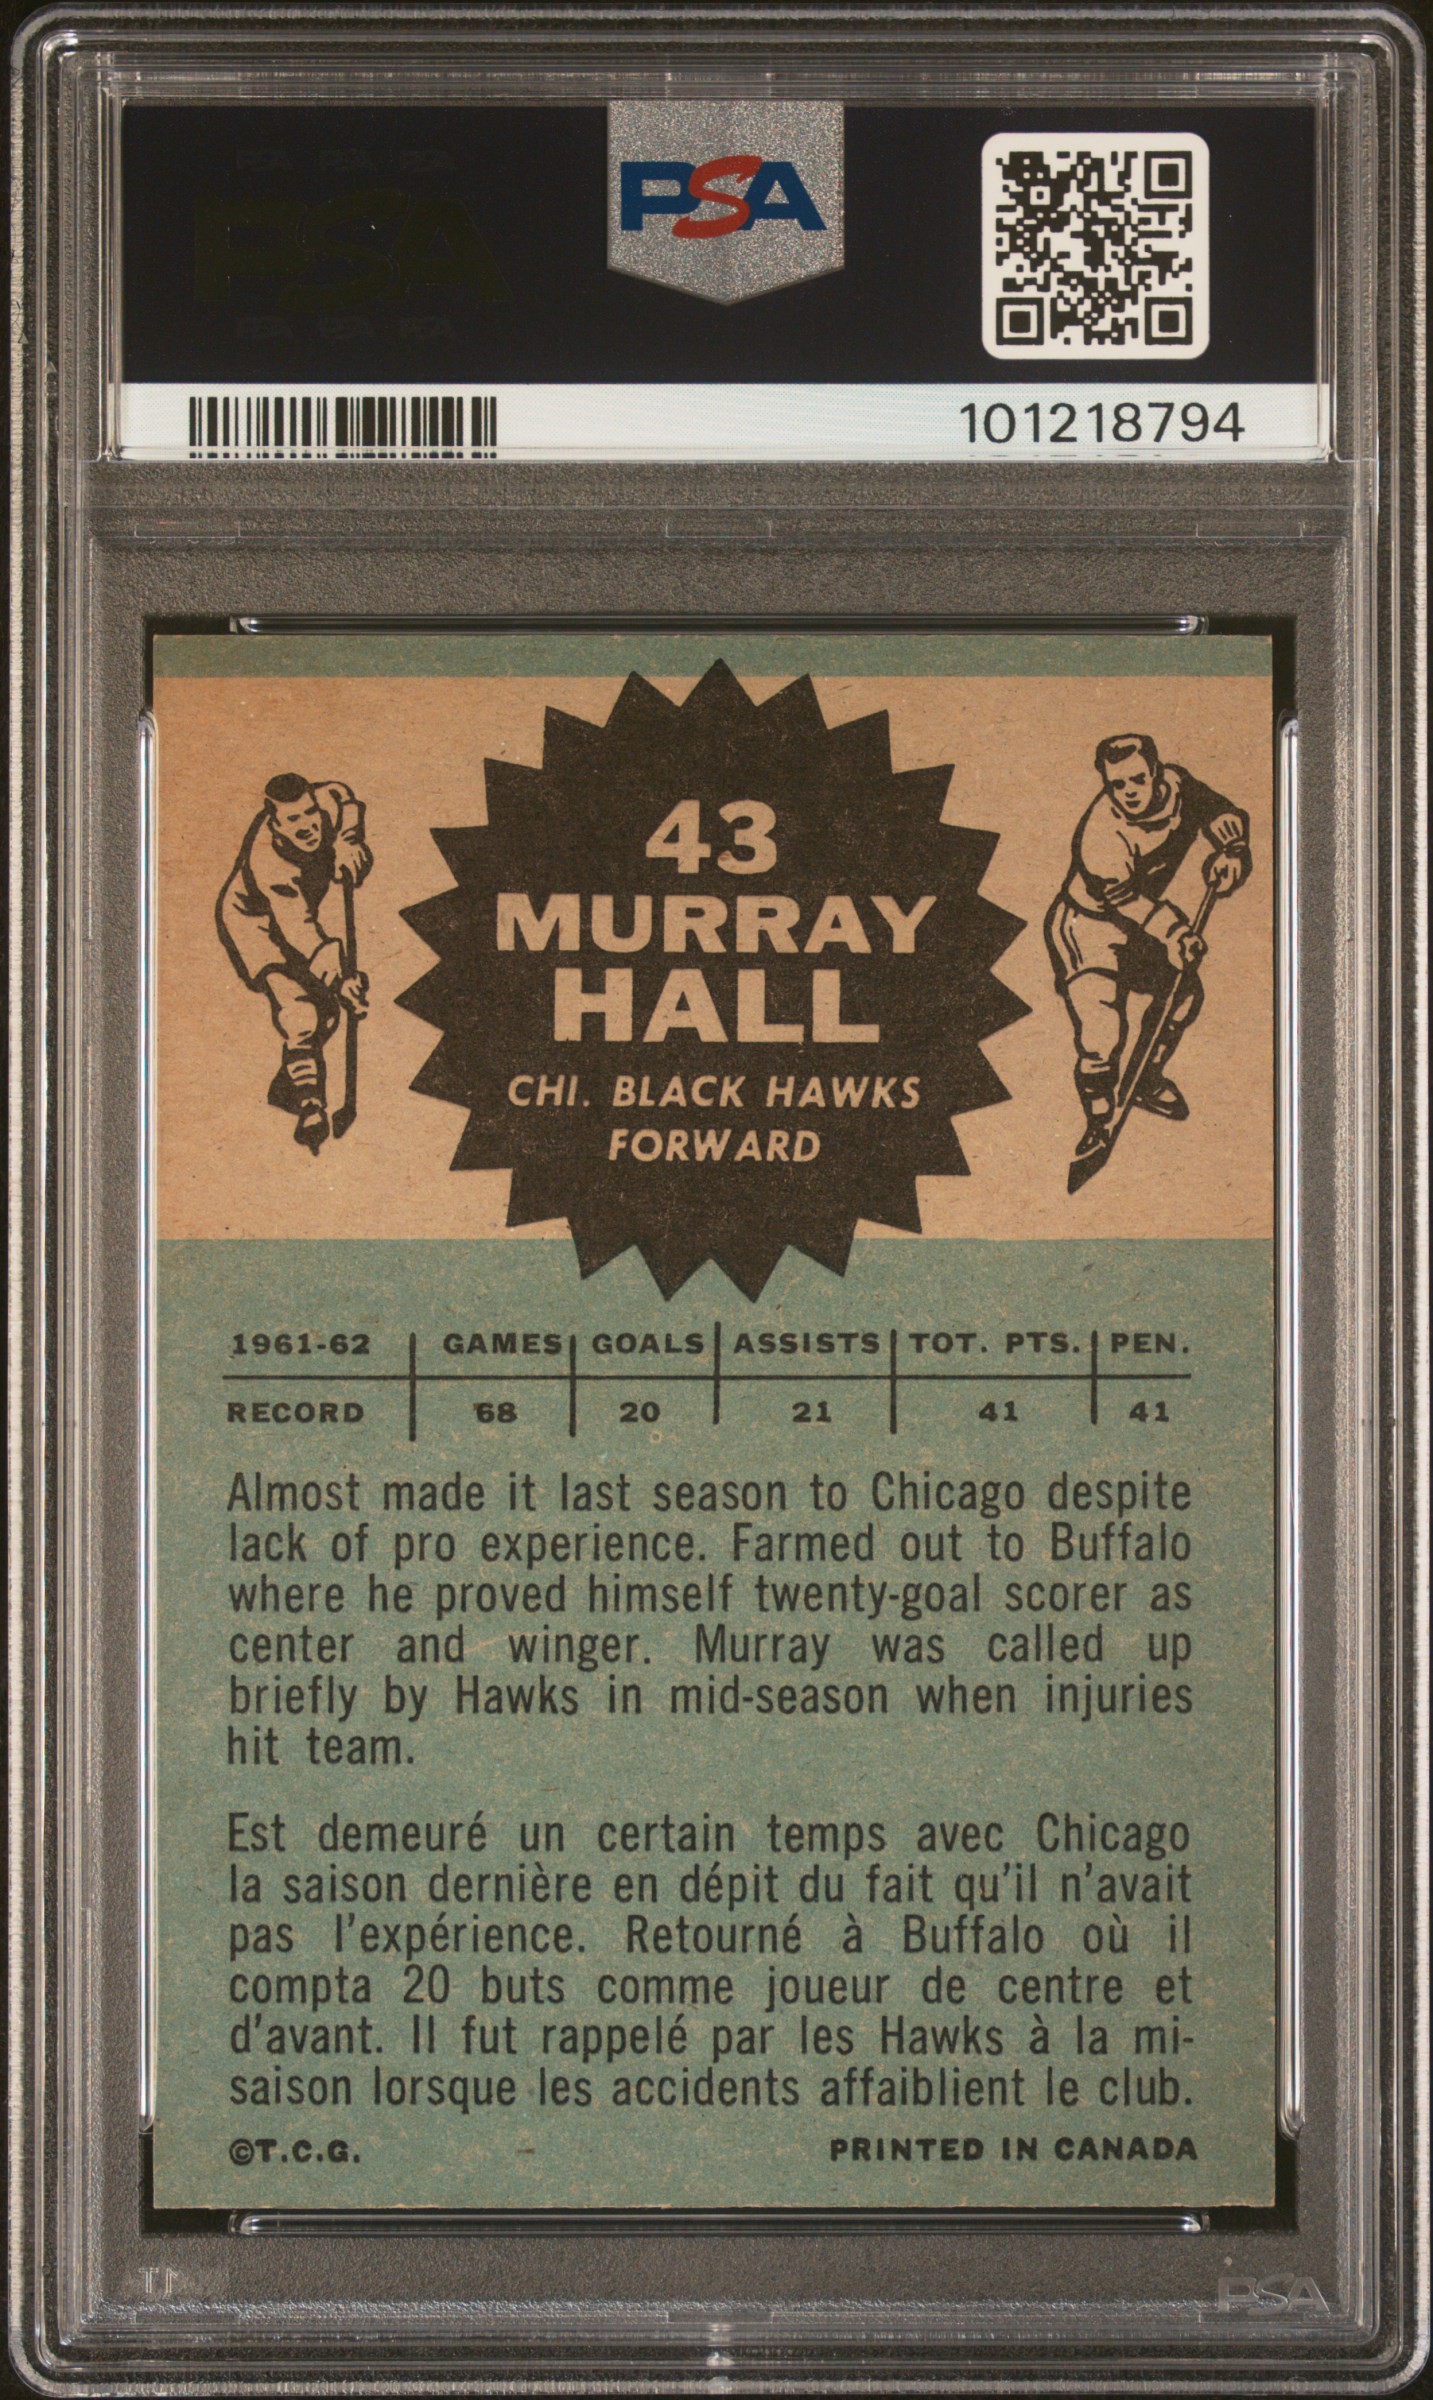 PSA
101218794
43
MURRAY
HALL
CHI. BLACK HAWKS
FORWARD
1961-62 GAMES GOALS ASSISTS TOT. PTS. PEN.
RECORD 68 20 21 41 41
Almost made it last season to Chicago despite
lack of pro experience. Farmed out to Buffalo
where he proved himself twenty-goal scorer as
center and winger. Murray was called up
briefly by Hawks in mid-season when injuries
hit team.
Est demeuré un certain temps avec Chicago
la saison dernière en dépit du fait qu'il n'avait
pas l'expérience. Retourné à Buffalo où il
compta 20 buts comme joueur de centre et
d'avant. Il fut rappelé par les Hawks à la mi-
saison lorsque les accidents affaiblient le club.
©T.C.G. PRINTED IN CANADA
PSA